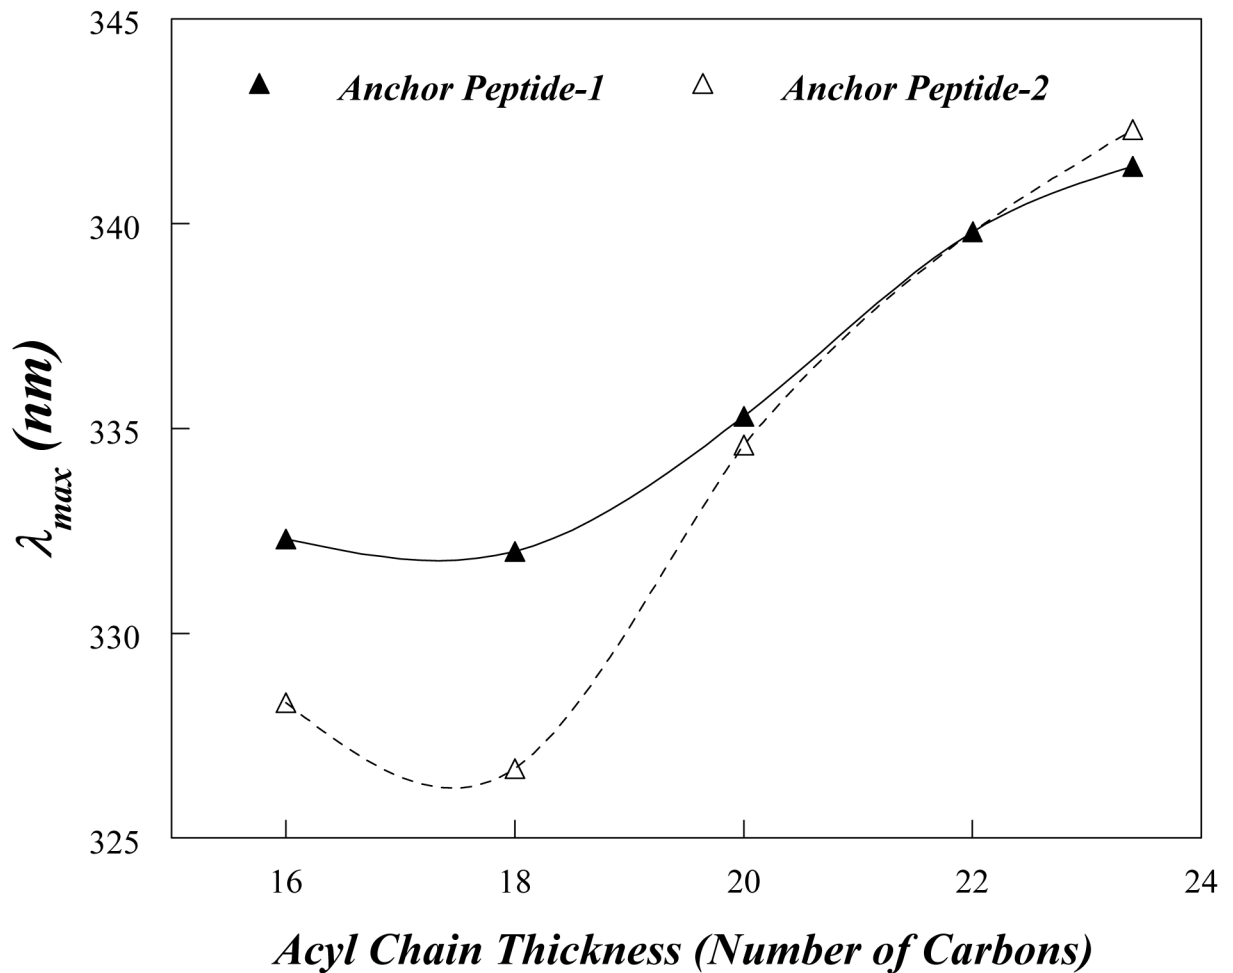 345
Anchor Peptide-1 Anchor Peptide-2
340
335
330
325
λmax (nm)
16 18 20 22 24
Acyl Chain Thickness (Number of Carbons)